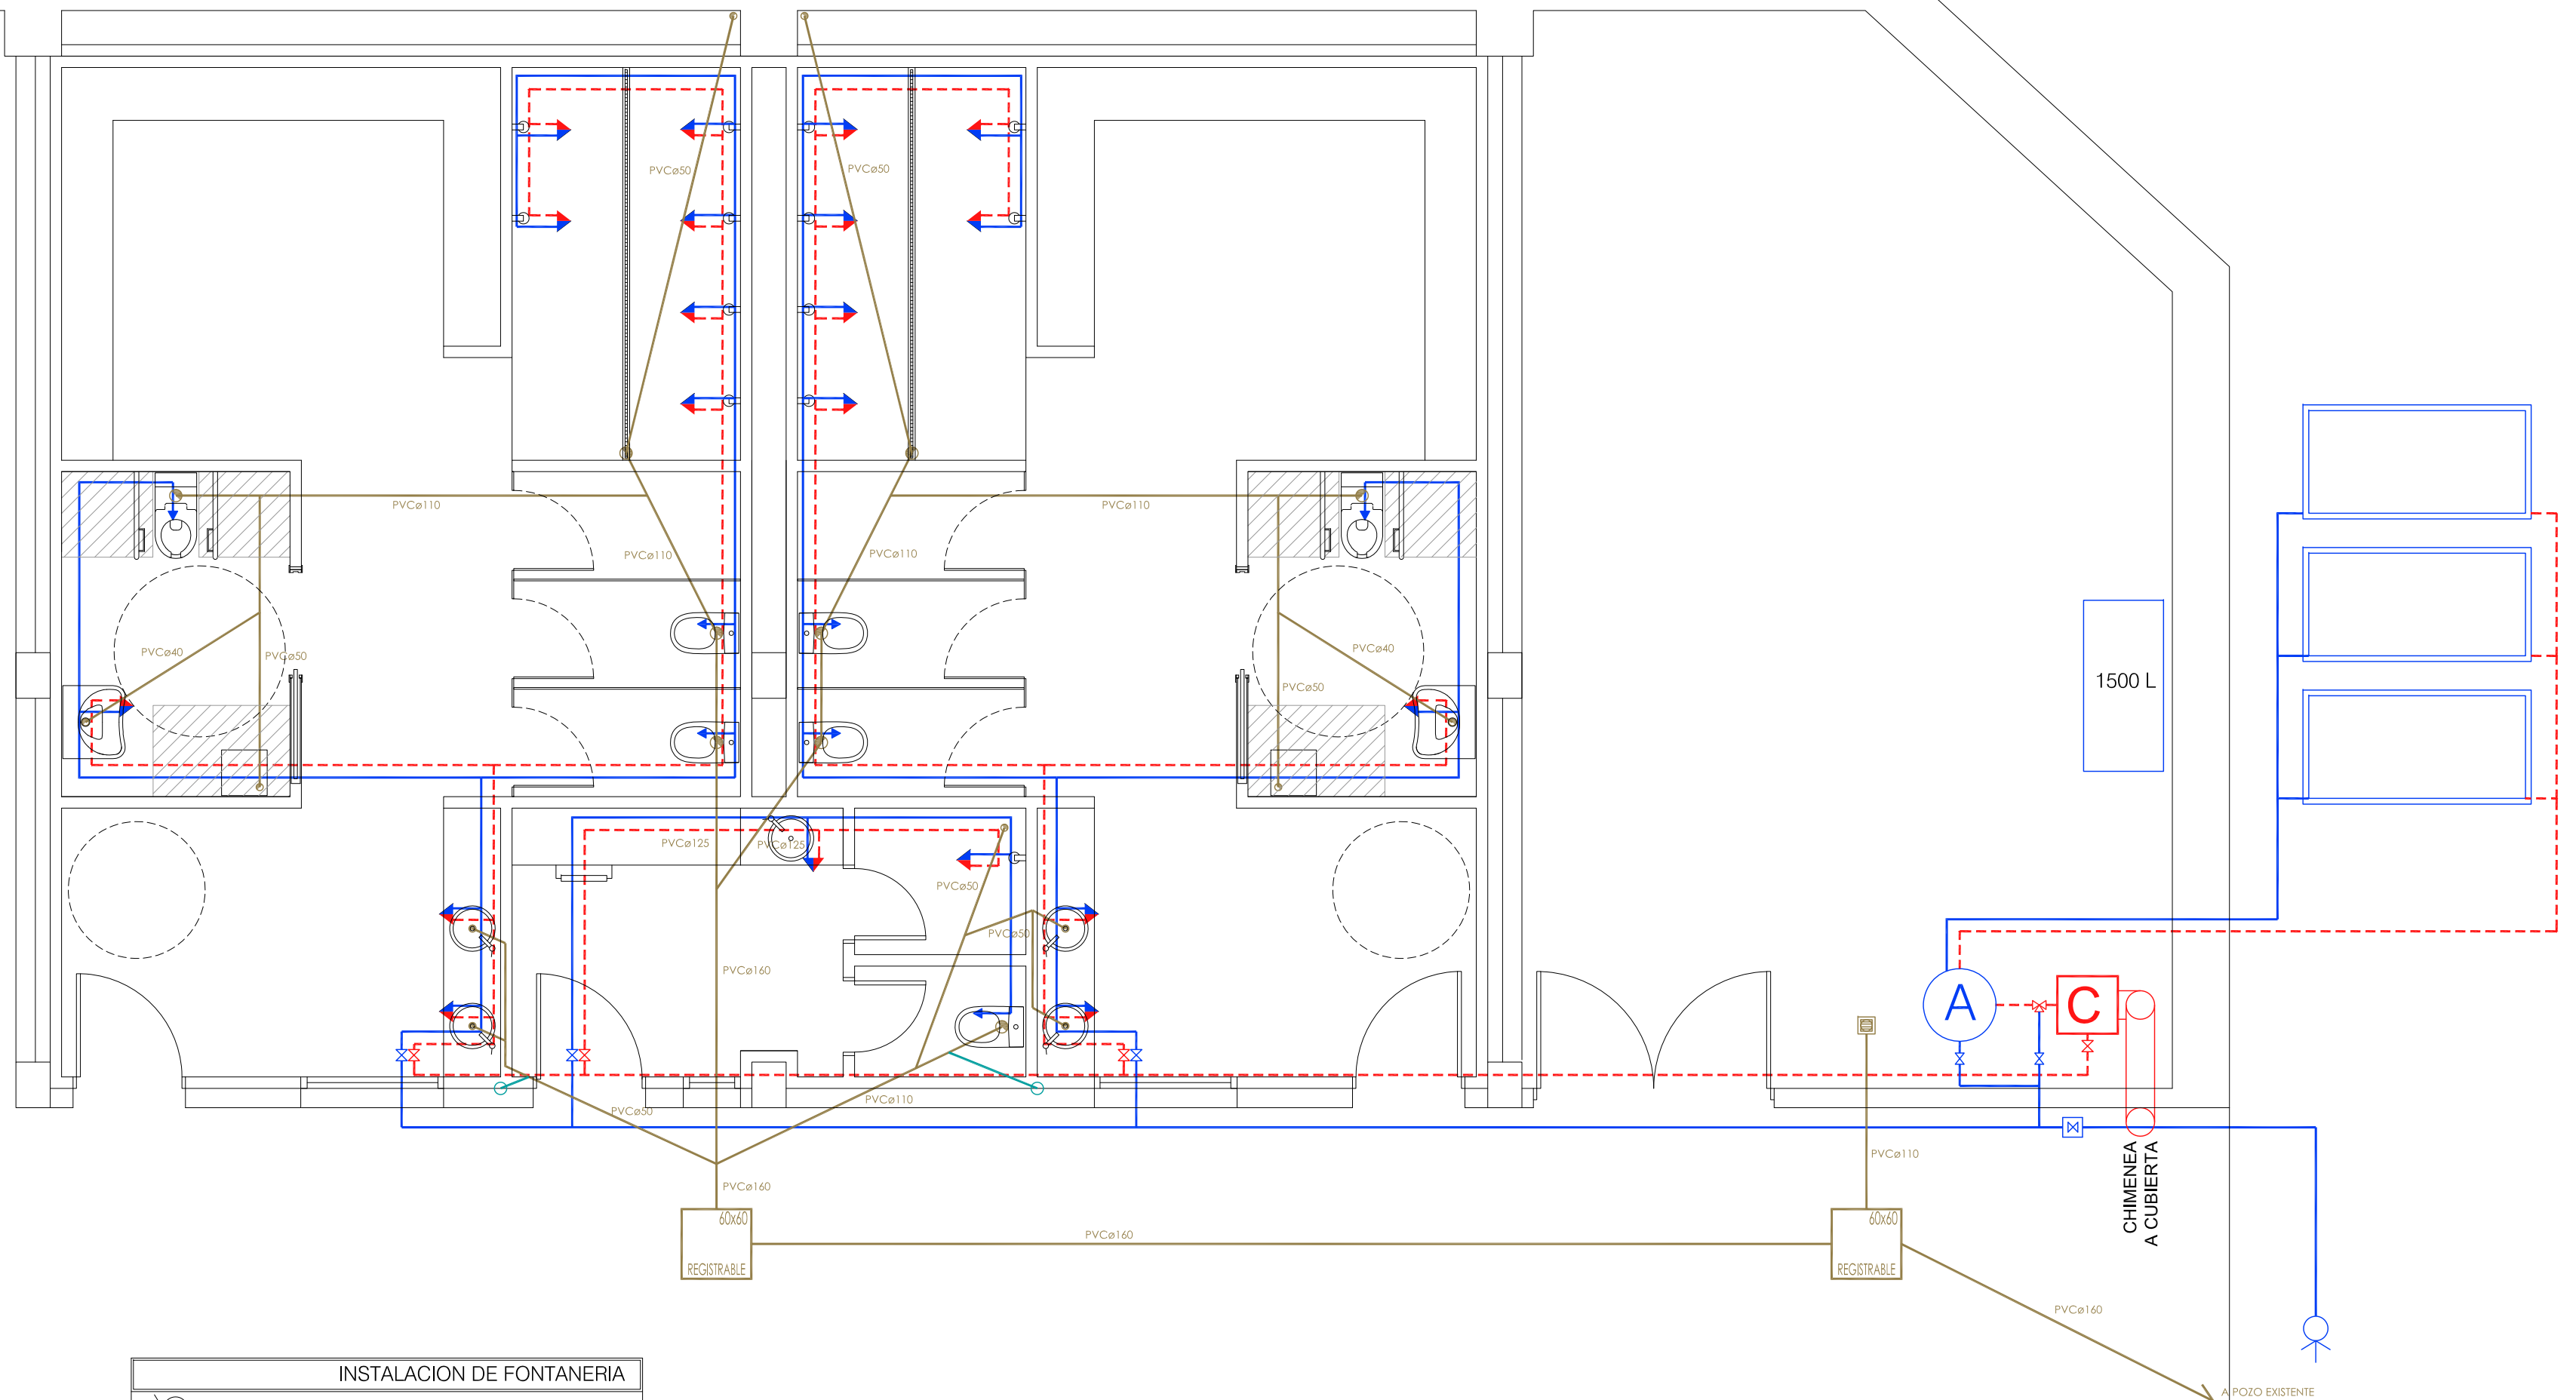 PVCø50
PVCø50
PVCø110
PVCø110
PVCø110
PVCø110
PVCø40
PVCø50
PVCø40
PVCø50
1500 L
PVCø125
PVCø125
PVCø50
PVCø50
PVCø160
A
C
PVCø50
PVCø110
PVCø110
PVCø160
CHIMENEA
A CUBIERTA
60x60
REGISTRABLE
PVCø160
60x60
REGISTRABLE
PVCø160
INSTALACION DE FONTANERIA
A POZO EXISTENTE